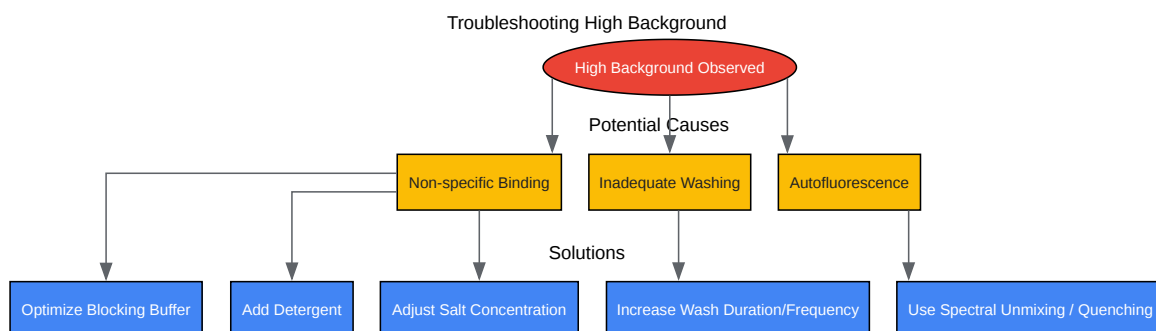 Troubleshooting High Background
High Background Observed
Potential Causes
Non-specific Binding
Inadequate Washing
Autofluorescence
Solutions
Optimize Blocking Buffer
Add Detergent
Adjust Salt Concentration
Increase Wash Duration/Frequency
Use Spectral Unmixing / Quenching